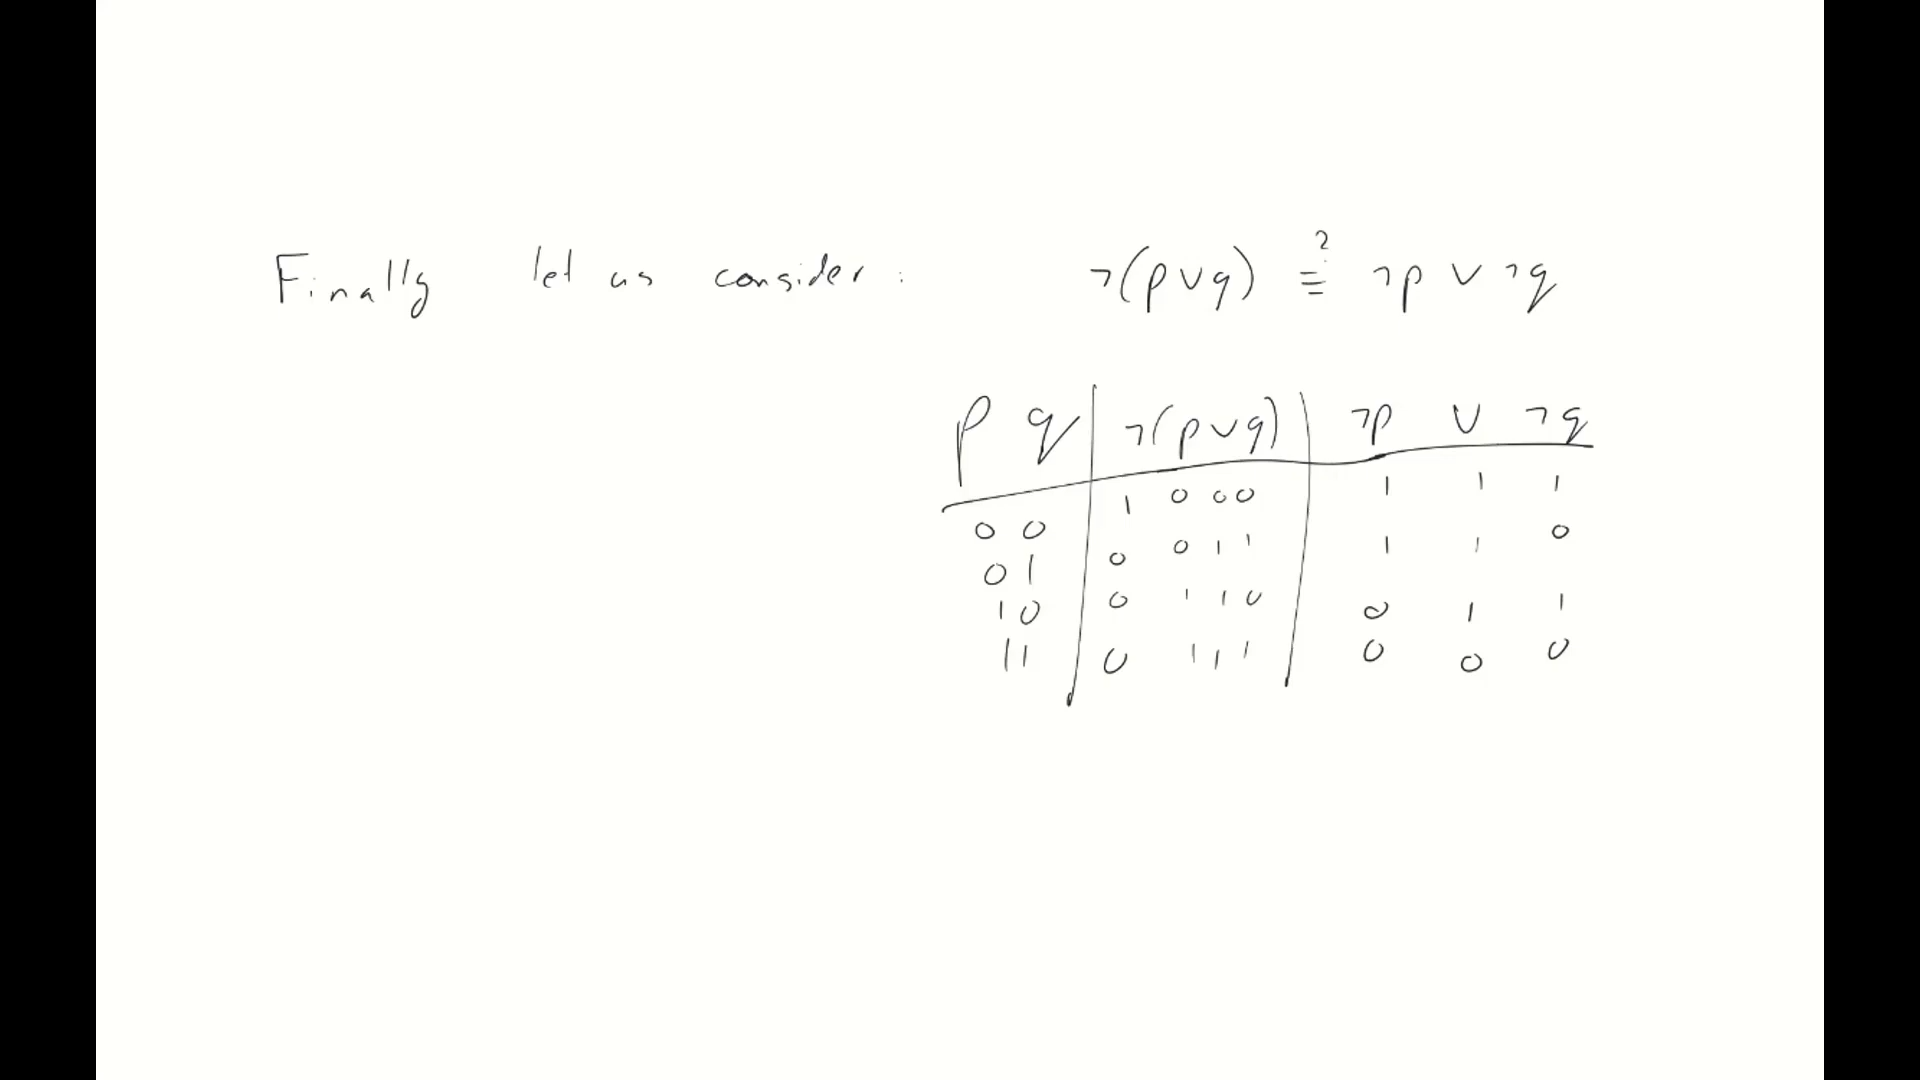 Finally let us consider: ¬(p ∨ q) ≡? ¬p ∨ ¬q
p q | ¬(p ∨ q) | ¬p ∨ ¬q
0 0 | 1 0 0 0 | 1 1 1
0 1 | 0 0 1 1 | 1 1 0
1 0 | 0 1 1 0 | 0 1 1
1 1 | 0 1 1 1 | 0 0 0